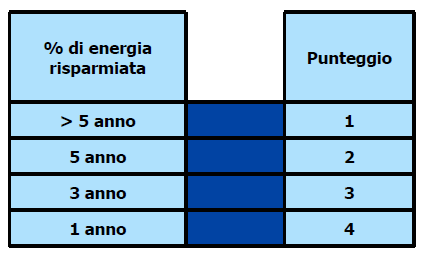 % di energia
risparmiata
Punteggio
> 5 anno
1
5 anno
2
3 anno
3
1 anno
4